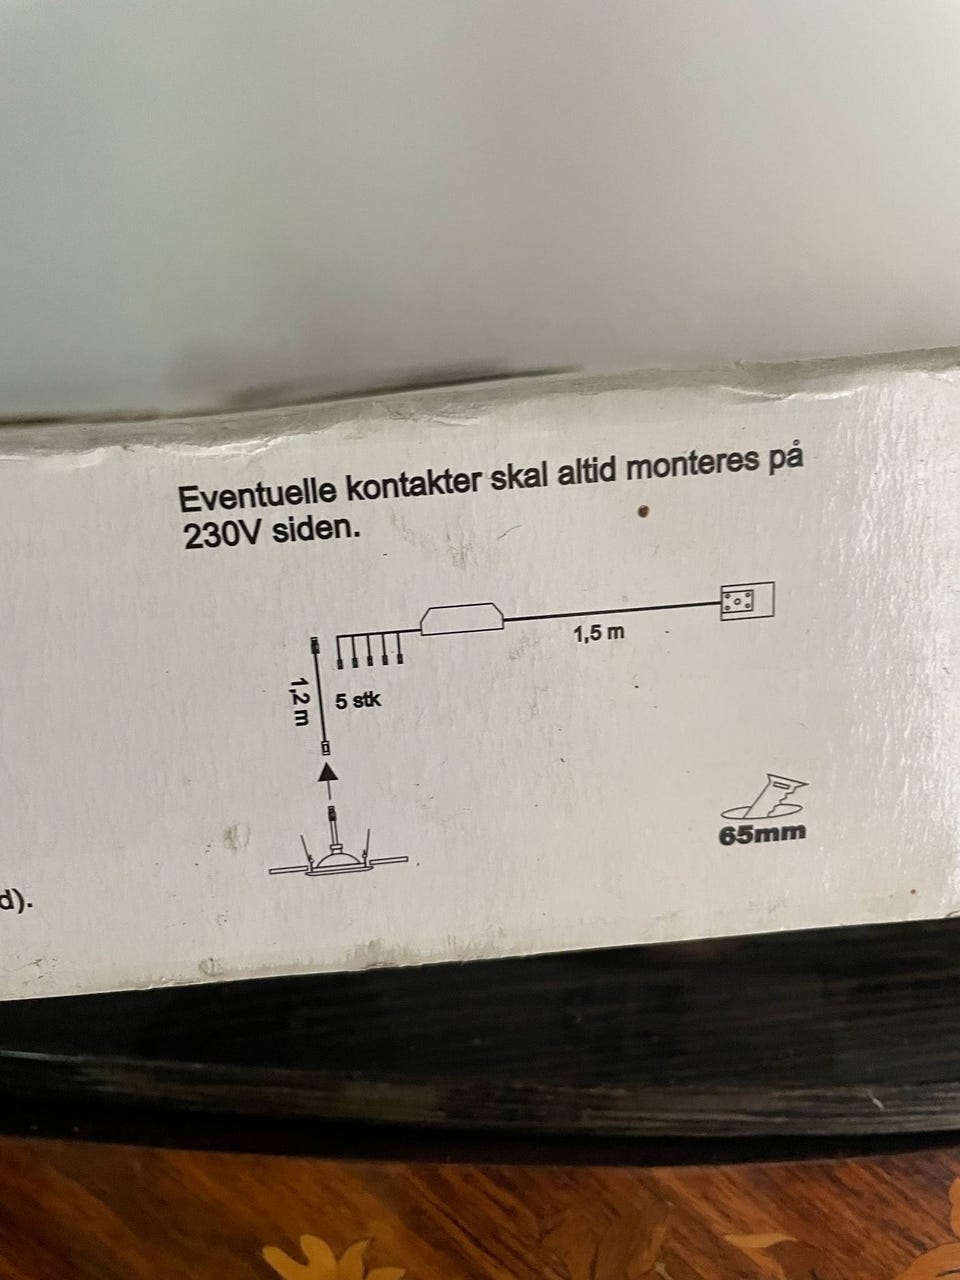 Eventuelle kontakter skal altid monteres på
230V siden.
1,5 m
1,2 m
5 stk
65mm
d).